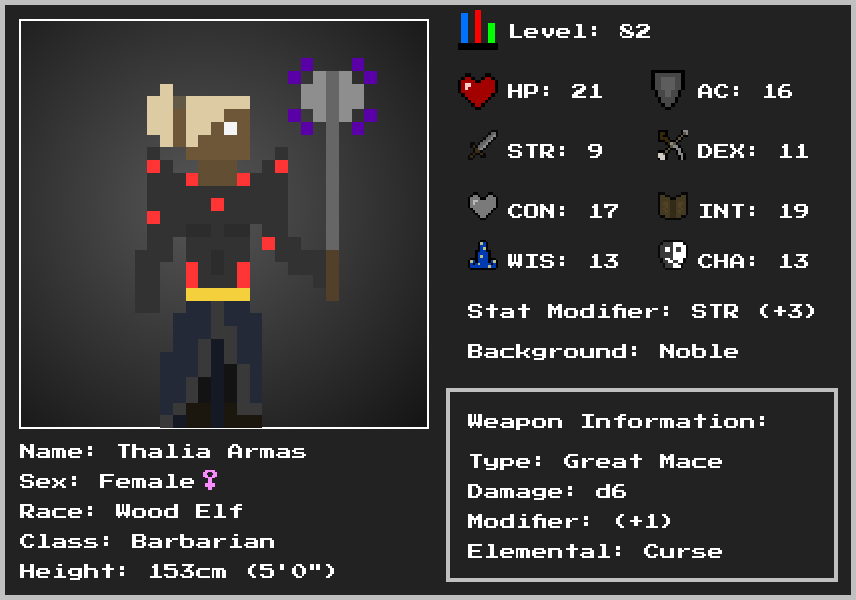 Level: 82
HP: 21 AC: 16
STR: 9 DEX: 11
CON: 17 INT: 19
WIS: 13 CHA: 13
Stat Modifier: STR (+3)
Background: Noble
Weapon Information:
Type: Great Mace
Damage: d6
Modifier: (+1)
Elemental: Curse
Name: Thalia Armas
Sex: Female♀
Race: Wood Elf
Class: Barbarian
Height: 153cm (5'0")